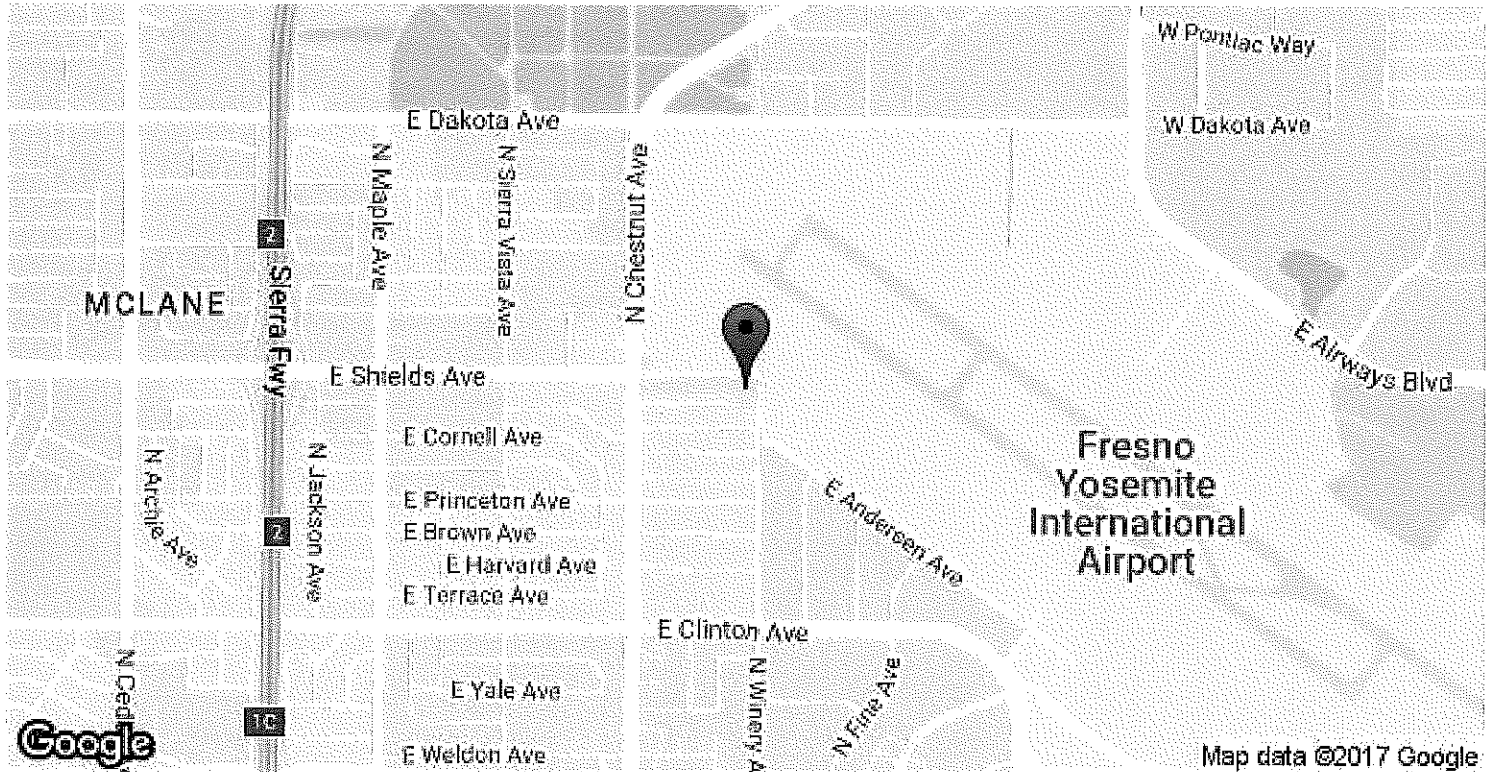 W Pontiac Way
E Dakota Ave
W Dakota Ave
N Maple Ave
N Sierra Vista Ave
N Chestnut Ave
2
Sierra Fwy
MCLANE
E Shields Ave
E Airways Blvd
E Cornell Ave
N Archie Ave
N Jackson Ave
E Princeton Ave
E Brown Ave
E Harvard Ave
E Terrace Ave
2
E Andersen Ave
Fresno
Yosemite
International
Airport
E Clinton Ave
E Yale Ave
N Winery A
N Fine Ave
E Weldon Ave
Google
Map data ©2017 Google